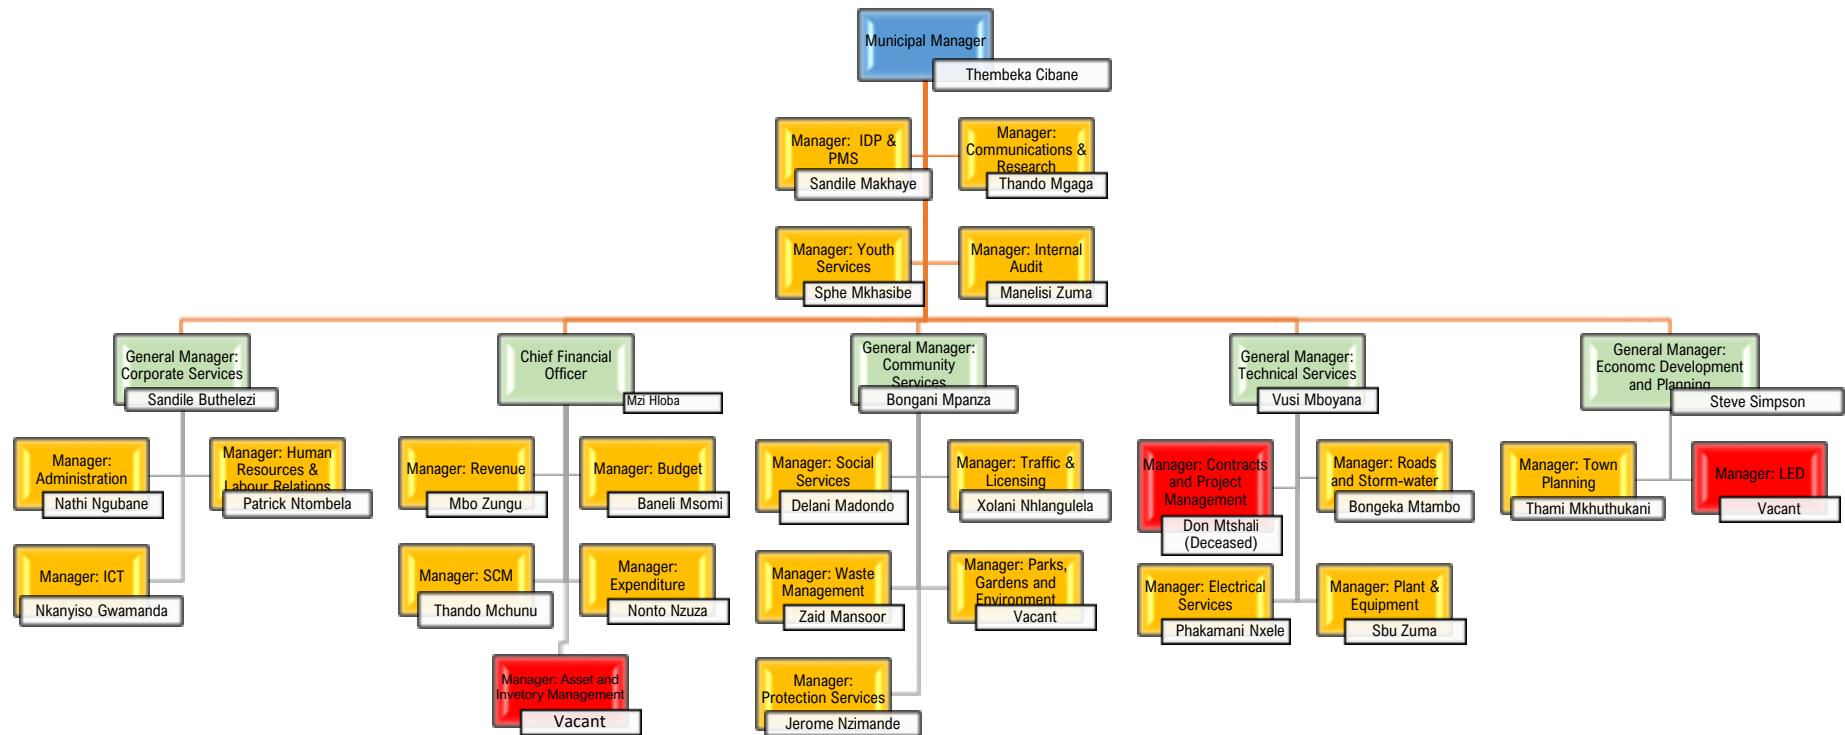 Municipal Manager
Thembeka Cibane
Manager:  IDP &
PMS
Sandile Makhaye
Manager:
Communications &
Research
Thando Mgaga
Manager: Youth
Services
Sphe Mkhasibe
Manager: Internal
Audit
Manelisi Zuma
General Manager:
Corporate Services
Sandile Buthelezi
Chief Financial
Officer
Mzi Hloba
General Manager:
Community
Services
Bongani Mpanza
General Manager:
Technical Services
Vusi Mboyana
General Manager:
Economc Development
and Planning
Steve Simpson
Manager:
Administration
Nathi Ngubane
Manager: Human
Resources &
Labour Relations
Patrick Ntombela
Manager: ICT
Nkanyiso Gwamanda
Manager: Revenue
Mbo Zungu
Manager: Budget
Baneli Msomi
Manager: SCM
Thando Mchunu
Manager:
Expenditure
Nonto Nzuza
Manager: Asset and
Invetory Management
Vacant
Manager: Social
Services
Delani Madondo
Manager: Traffic &
Licensing
Xolani Nhlangulela
Manager: Waste
Management
Zaid Mansoor
Manager: Parks,
Gardens and
Environment
Vacant
Manager:
Protection Services
Jerome Nzimande
Manager: Contracts
and Project
Management
Don Mtshali
(Deceased)
Manager: Roads
and Storm-water
Bongeka Mtambo
Manager: Electrical
Services
Phakamani Nxele
Manager: Plant &
Equipment
Sbu Zuma
Manager: Town
Planning
Thami Mkhuthukani
Manager: LED
Vacant